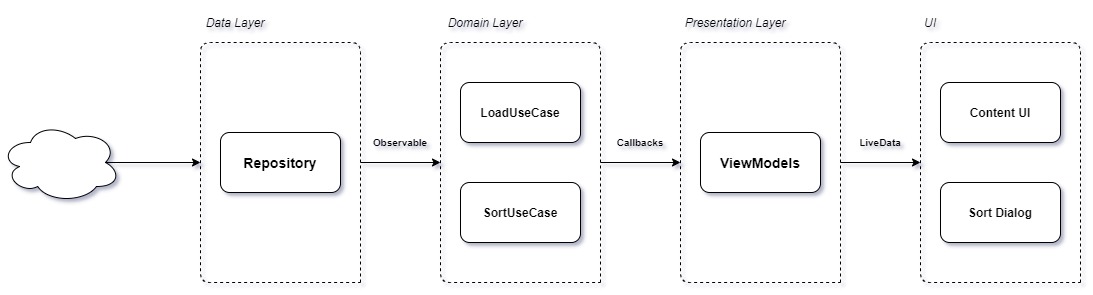 Data Layer
Domain Layer
Presentation Layer
UI
Repository
Observable
LoadUseCase
SortUseCase
Callbacks
ViewModels
LiveData
Content UI
Sort Dialog